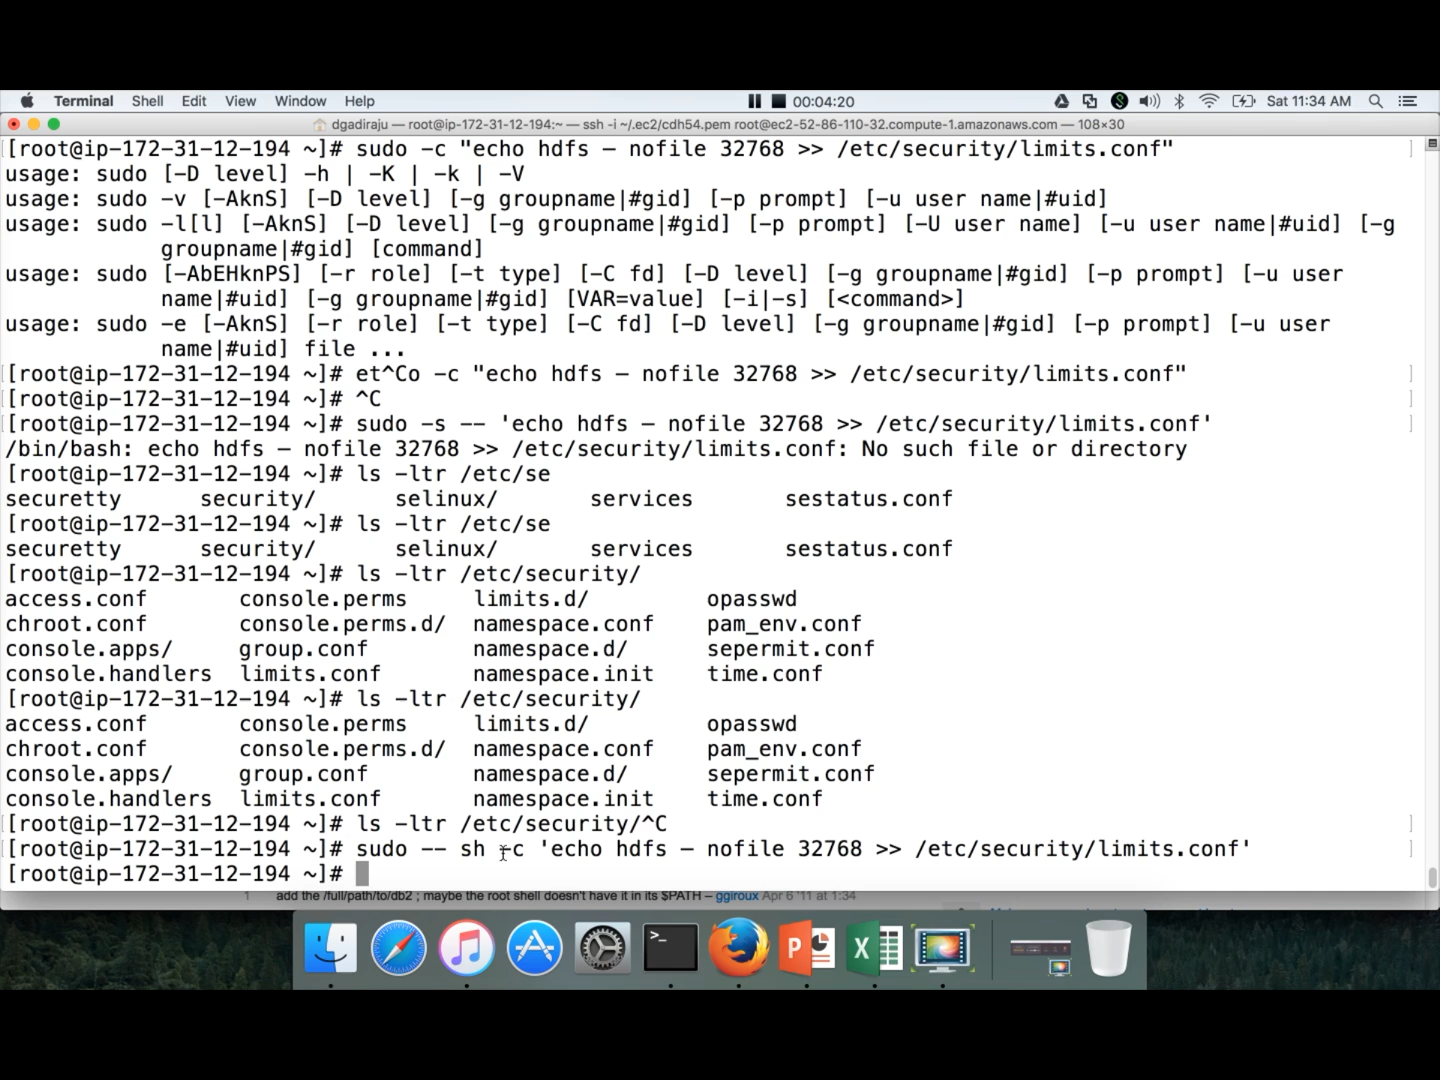 Terminal Shell Edit View Window Help 00:04:20 Sat 11:34 AM
dgadiraju — root@ip-172-31-12-194:~ — ssh -i ~/.ec2/cdh54.pem root@ec2-52-86-110-32.compute-1.amazonaws.com — 108×30
[root@ip-172-31-12-194 ~]# sudo -c "echo hdfs – nofile 32768 >> /etc/security/limits.conf"
usage: sudo [-D level] -h | -K | -k | -V
usage: sudo -v [-AknS] [-D level] [-g groupname|#gid] [-p prompt] [-u user name|#uid]
usage: sudo -l[l] [-AknS] [-D level] [-g groupname|#gid] [-p prompt] [-U user name] [-u user name|#uid] [-g
groupname|#gid] [command]
usage: sudo [-AbEHknPS] [-r role] [-t type] [-C fd] [-D level] [-g groupname|#gid] [-p prompt] [-u user
name|#uid] [-g groupname|#gid] [VAR=value] [-i|-s] [<command>]
usage: sudo -e [-AknS] [-r role] [-t type] [-C fd] [-D level] [-g groupname|#gid] [-p prompt] [-u user
name|#uid] file ...
[root@ip-172-31-12-194 ~]# et^Co -c "echo hdfs – nofile 32768 >> /etc/security/limits.conf"
[root@ip-172-31-12-194 ~]# ^C
[root@ip-172-31-12-194 ~]# sudo -s -- 'echo hdfs – nofile 32768 >> /etc/security/limits.conf'
/bin/bash: echo hdfs – nofile 32768 >> /etc/security/limits.conf: No such file or directory
[root@ip-172-31-12-194 ~]# ls -ltr /etc/se
securetty security/ selinux/ services sestatus.conf
[root@ip-172-31-12-194 ~]# ls -ltr /etc/se
securetty security/ selinux/ services sestatus.conf
[root@ip-172-31-12-194 ~]# ls -ltr /etc/security/
access.conf console.perms limits.d/ opasswd
chroot.conf console.perms.d/ namespace.conf pam_env.conf
console.apps/ group.conf namespace.d/ sepermit.conf
console.handlers limits.conf namespace.init time.conf
[root@ip-172-31-12-194 ~]# ls -ltr /etc/security/
access.conf console.perms limits.d/ opasswd
chroot.conf console.perms.d/ namespace.conf pam_env.conf
console.apps/ group.conf namespace.d/ sepermit.conf
console.handlers limits.conf namespace.init time.conf
[root@ip-172-31-12-194 ~]# ls -ltr /etc/security/^C
[root@ip-172-31-12-194 ~]# sudo -- sh -c 'echo hdfs – nofile 32768 >> /etc/security/limits.conf'
[root@ip-172-31-12-194 ~]#
1 add the /full/path/to/db2 ; maybe the root shell doesn't have it in its $PATH – ggiroux Apr 6 '11 at 1:34